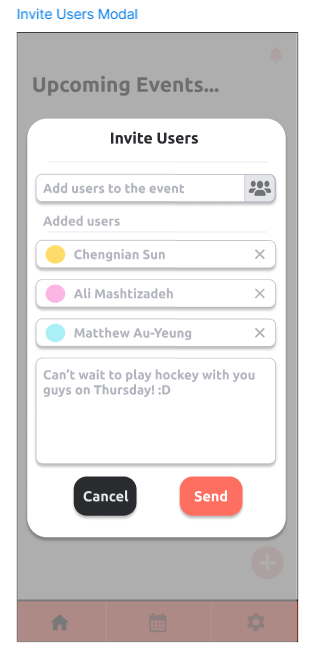 Invite Users Modal
Upcoming Events...
Invite Users
Add users to the event
Added users
Chengnian Sun
Ali Mashtizadeh
Matthew Au-Yeung
Can't wait to play hockey with you
guys on Thursday! :D
Cancel
Send